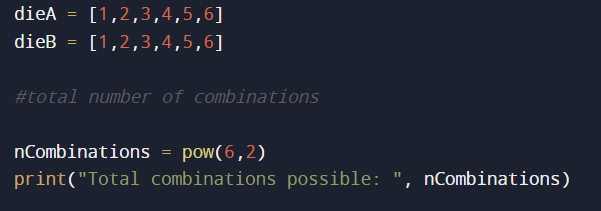 dieA = [1,2,3,4,5,6]
dieB = [1,2,3,4,5,6]
#total number of combinations
nCombinations = pow(6,2)
print("Total combinations possible: ", nCombinations)